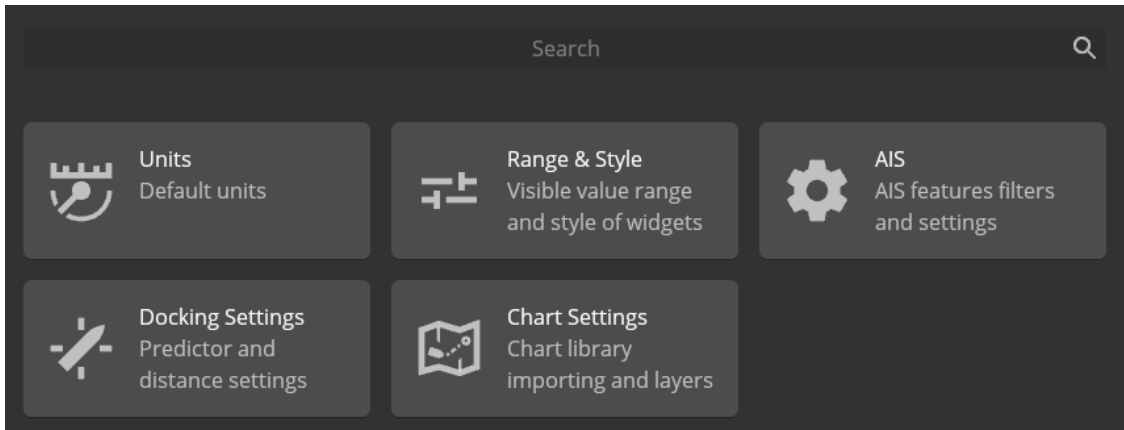 Search
Units
Default units
Range & Style
Visible value range
and style of widgets
AIS
AIS features filters
and settings
Docking Settings
Predictor and
distance settings
Chart Settings
Chart library
importing and layers